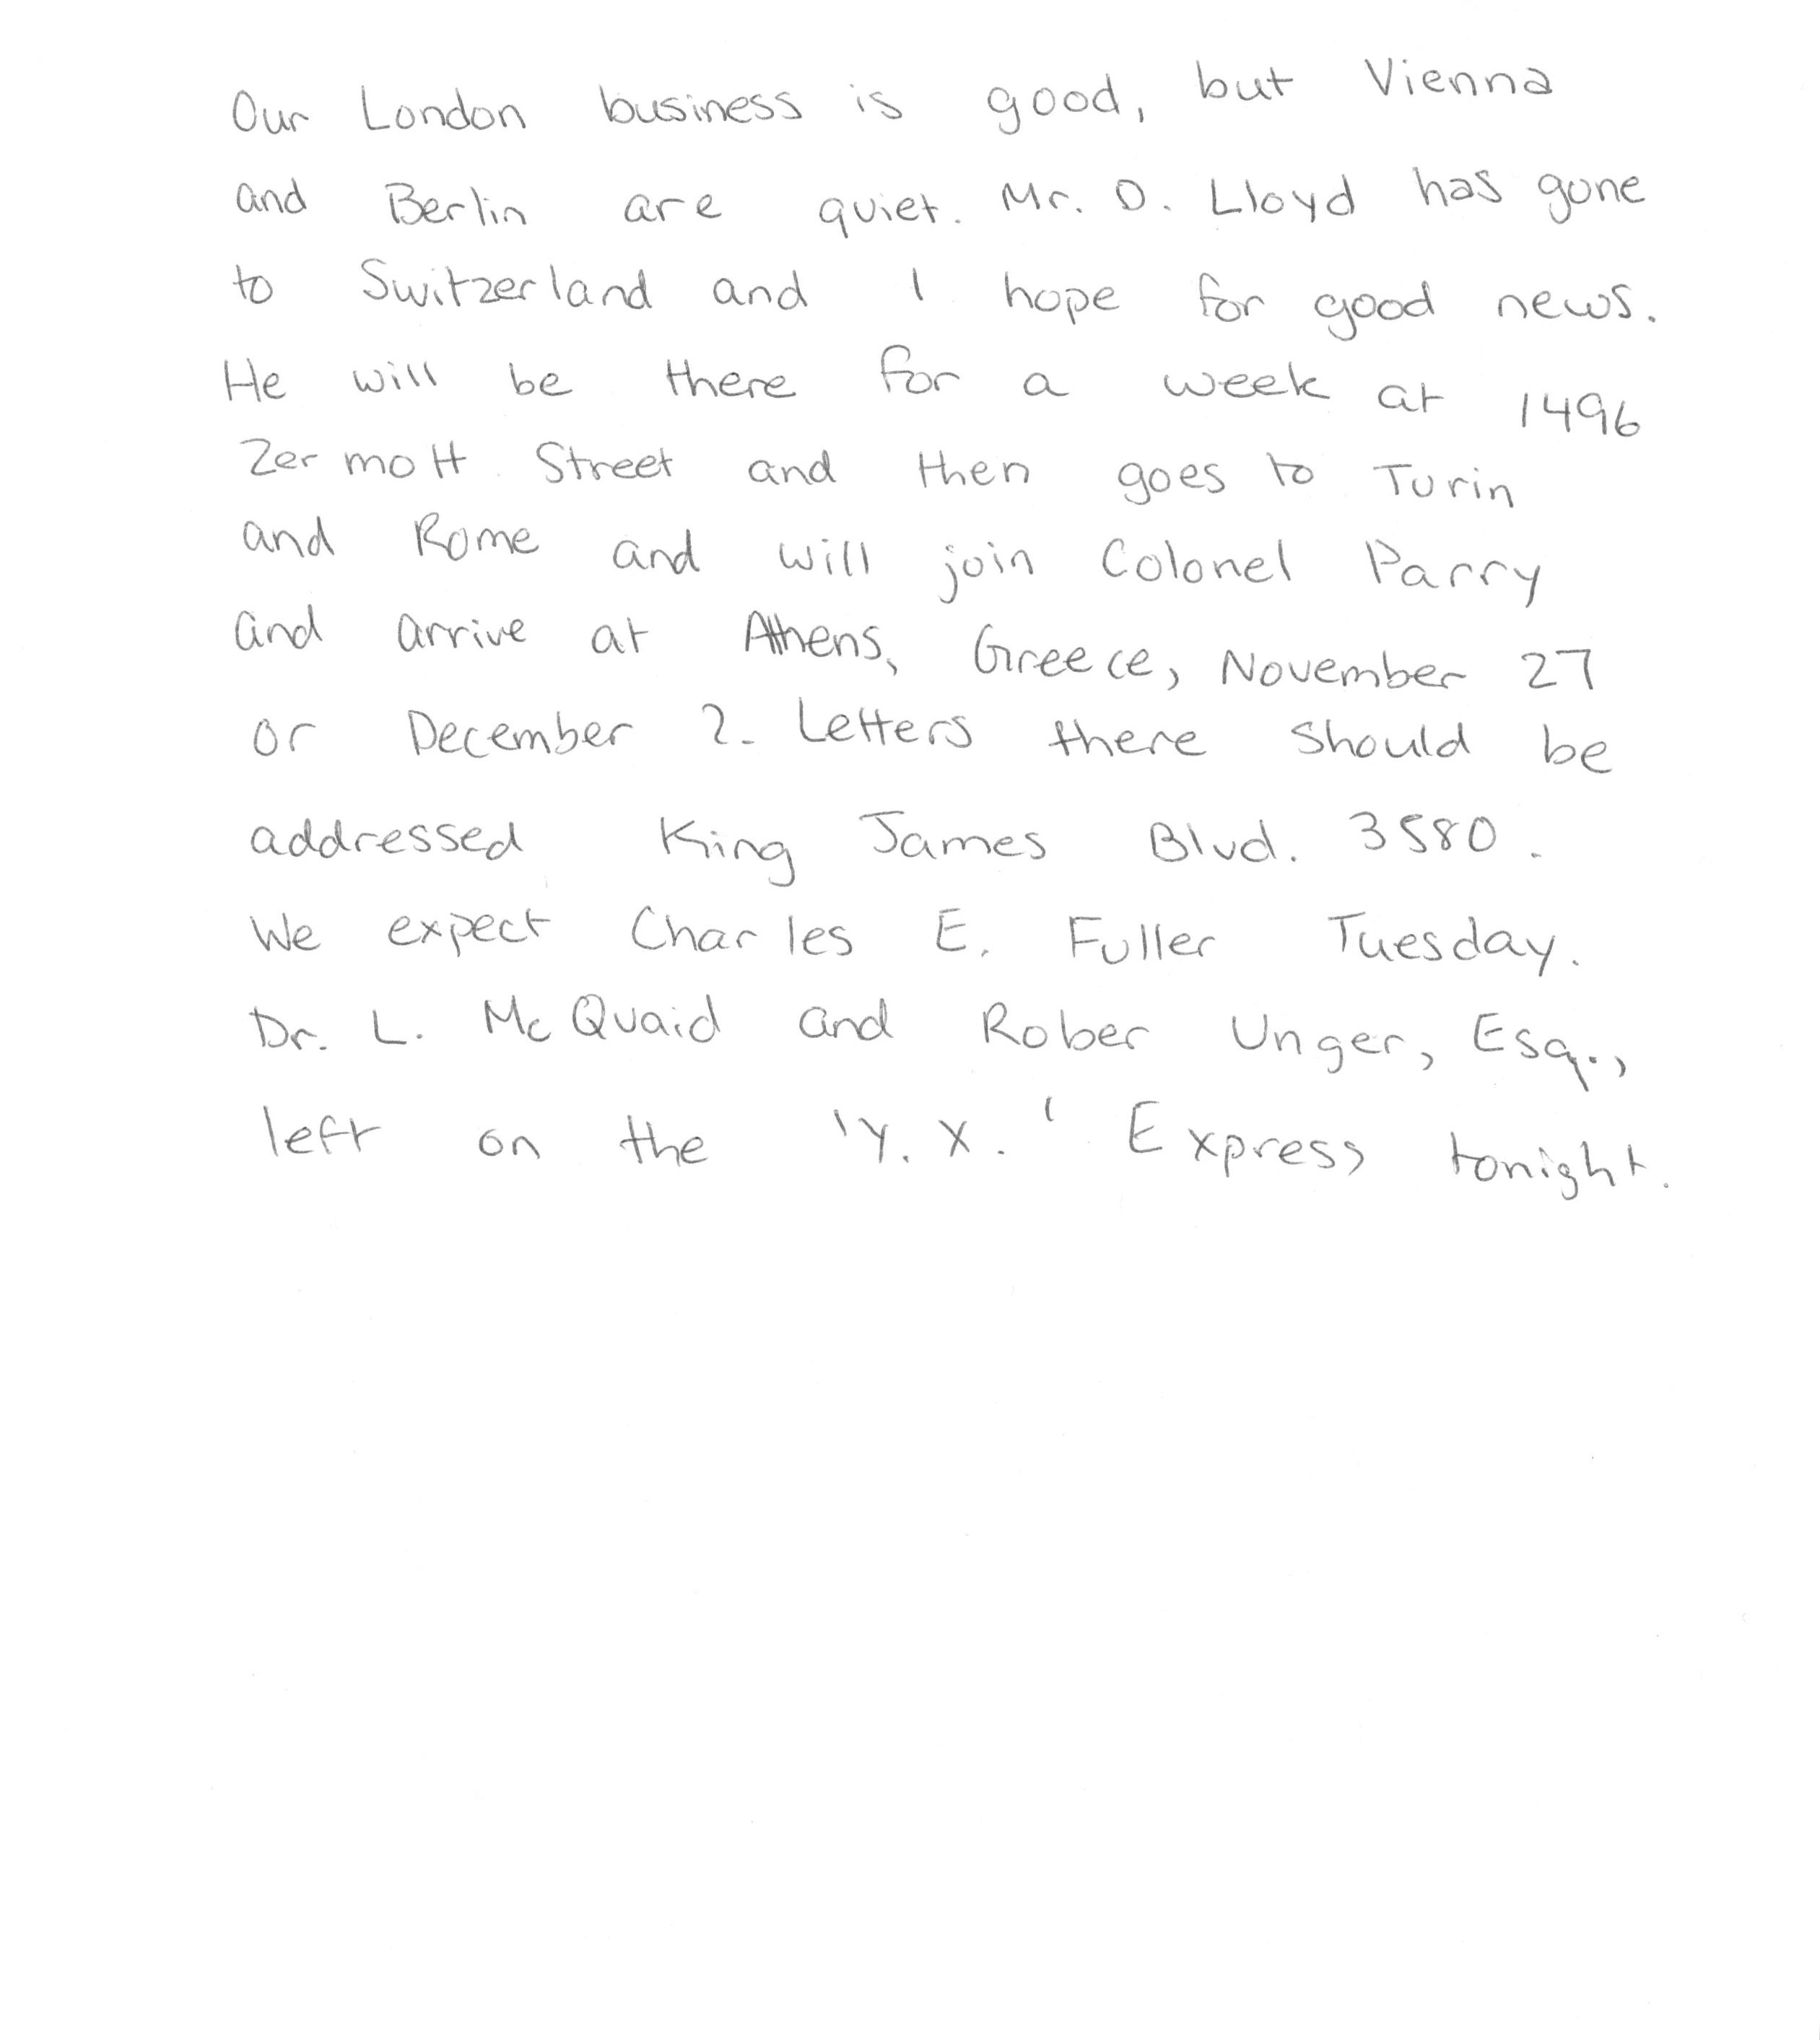 Our London business is good, but Vienna
and Berlin are quiet. Mr. D. Lloyd has gone
to Switzerland and I hope for good news.
He will be there for a week at 1496
Zermott Street and then goes to Turin
and Rome and will join Colonel Parry
and arrive at Athens, Greece, November 27
or December 2. Letters there should be
addressed King James Blvd. 3580.
We expect Charles E. Fuller Tuesday.
Dr. L. McQuaid and Rober Unger, Esq.,
left on the 'Y. X.' Express tonight.